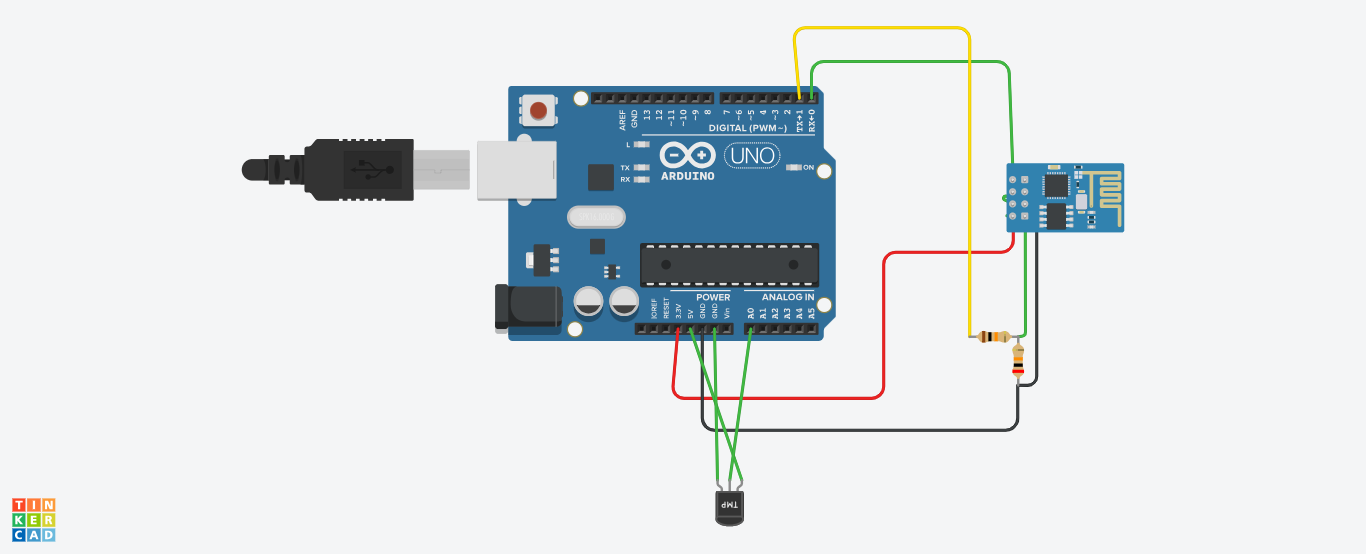 AREF
GND
13
12
~11
~10
~9
8
7
~6
~5
4
~3
2
TX→1
RX←0
DIGITAL (PWM~)
L
TX
RX
ARDUINO
UNO
ON
POWER
ANALOG IN
IOREF
RESET
3.3V
5V
GND
GND
Vin
A0
A1
A2
A3
A4
A5
TMP
TIN
KER
CAD